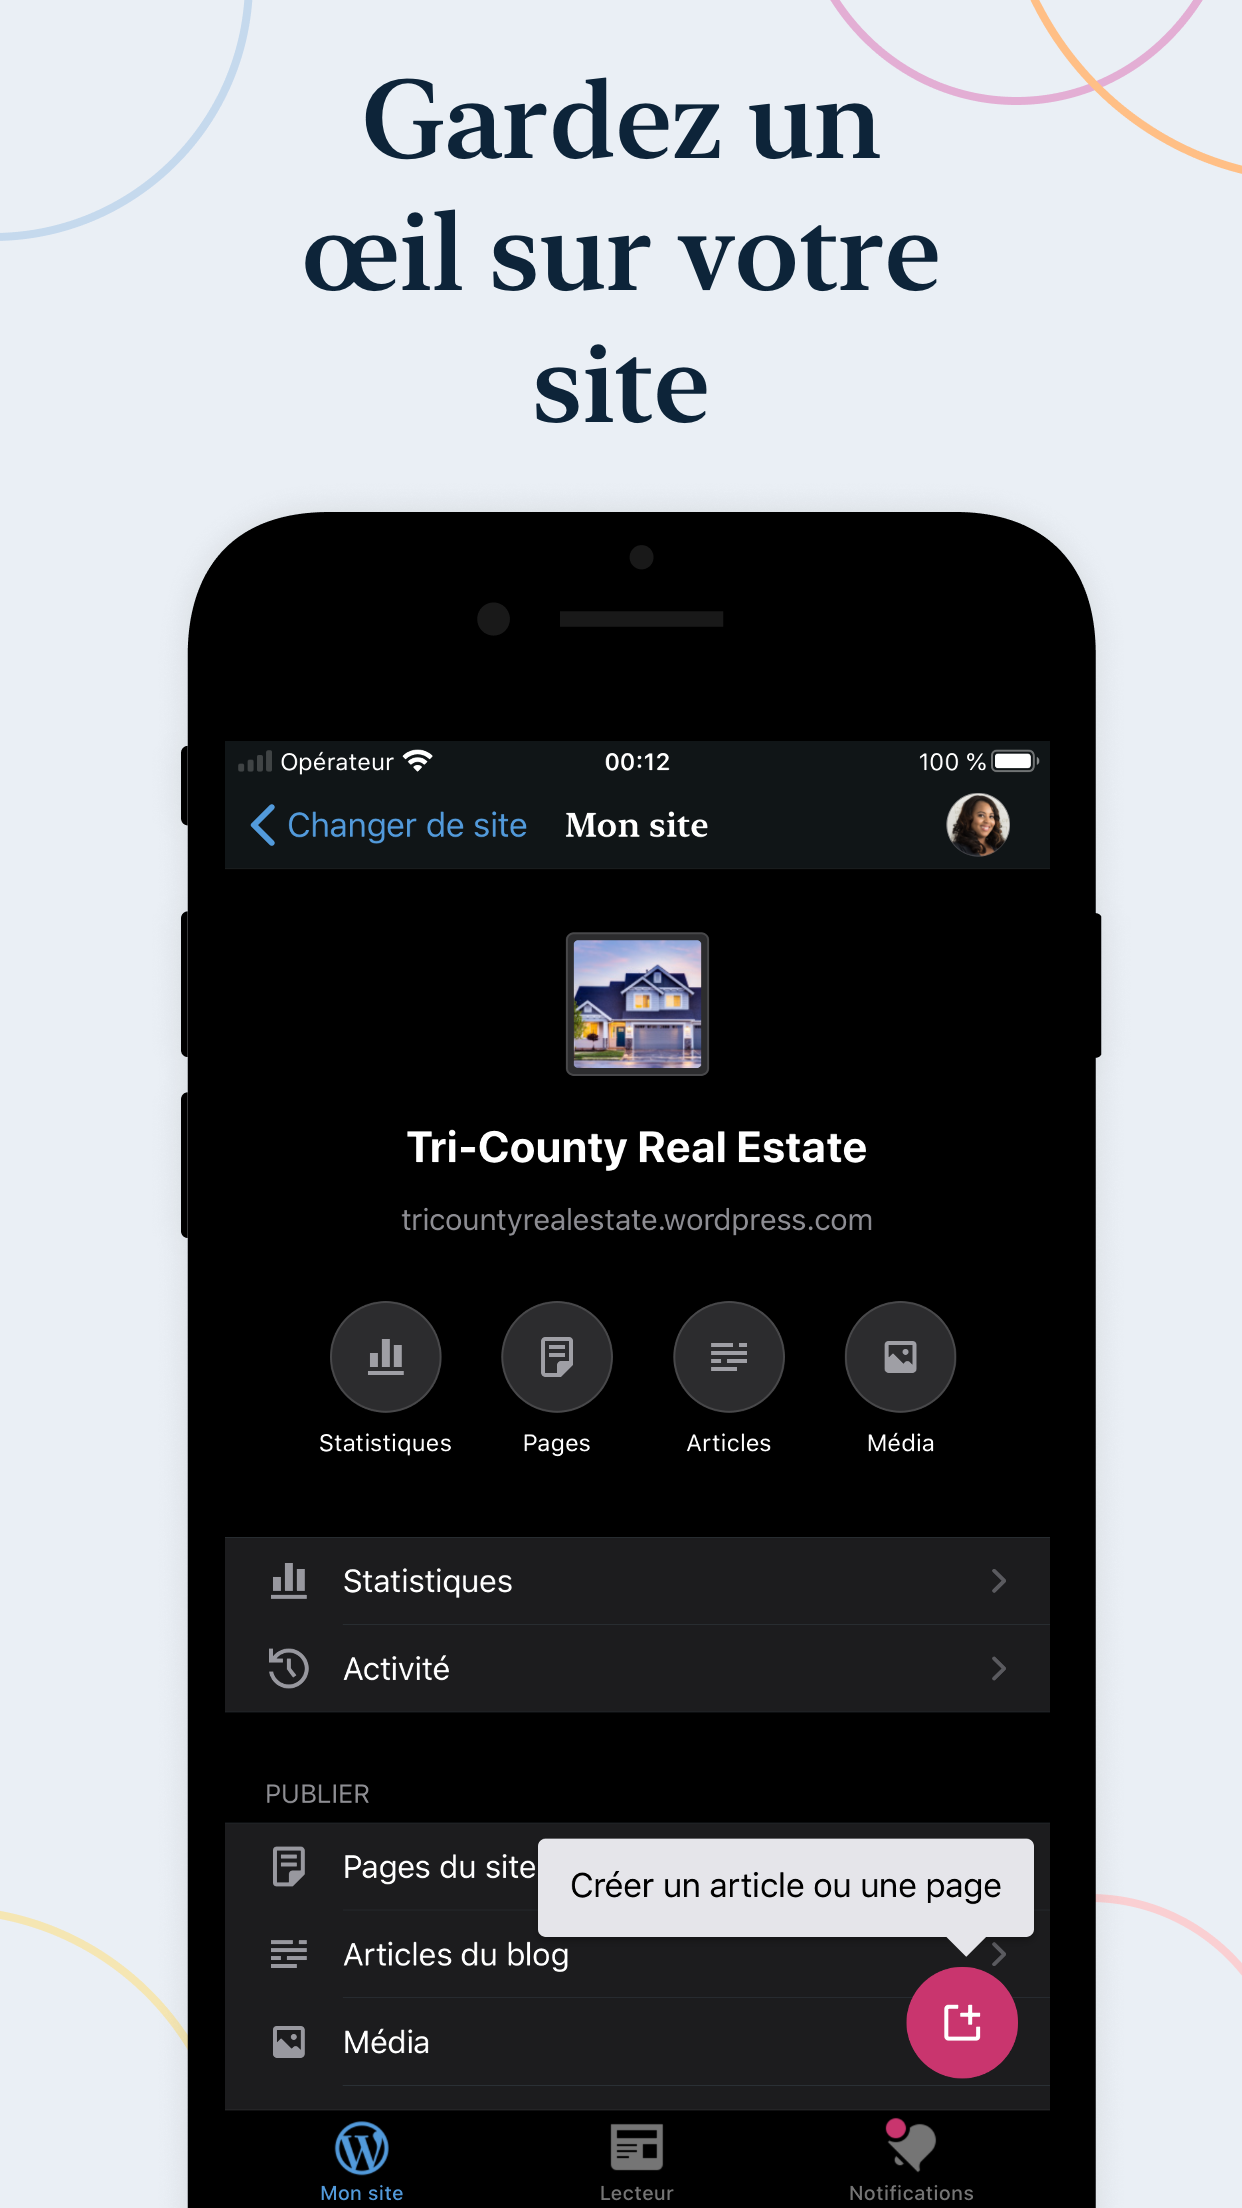 Gardez un
œil sur votre
site
Opérateur 00:12 100 %
Changer de site Mon site
Tri-County Real Estate
tricountyrealestate.wordpress.com
Statistiques Pages Articles Média
Statistiques
Activité
PUBLIER
Pages du site
Créer un article ou une page
Articles du blog
Média
Mon site Lecteur Notifications